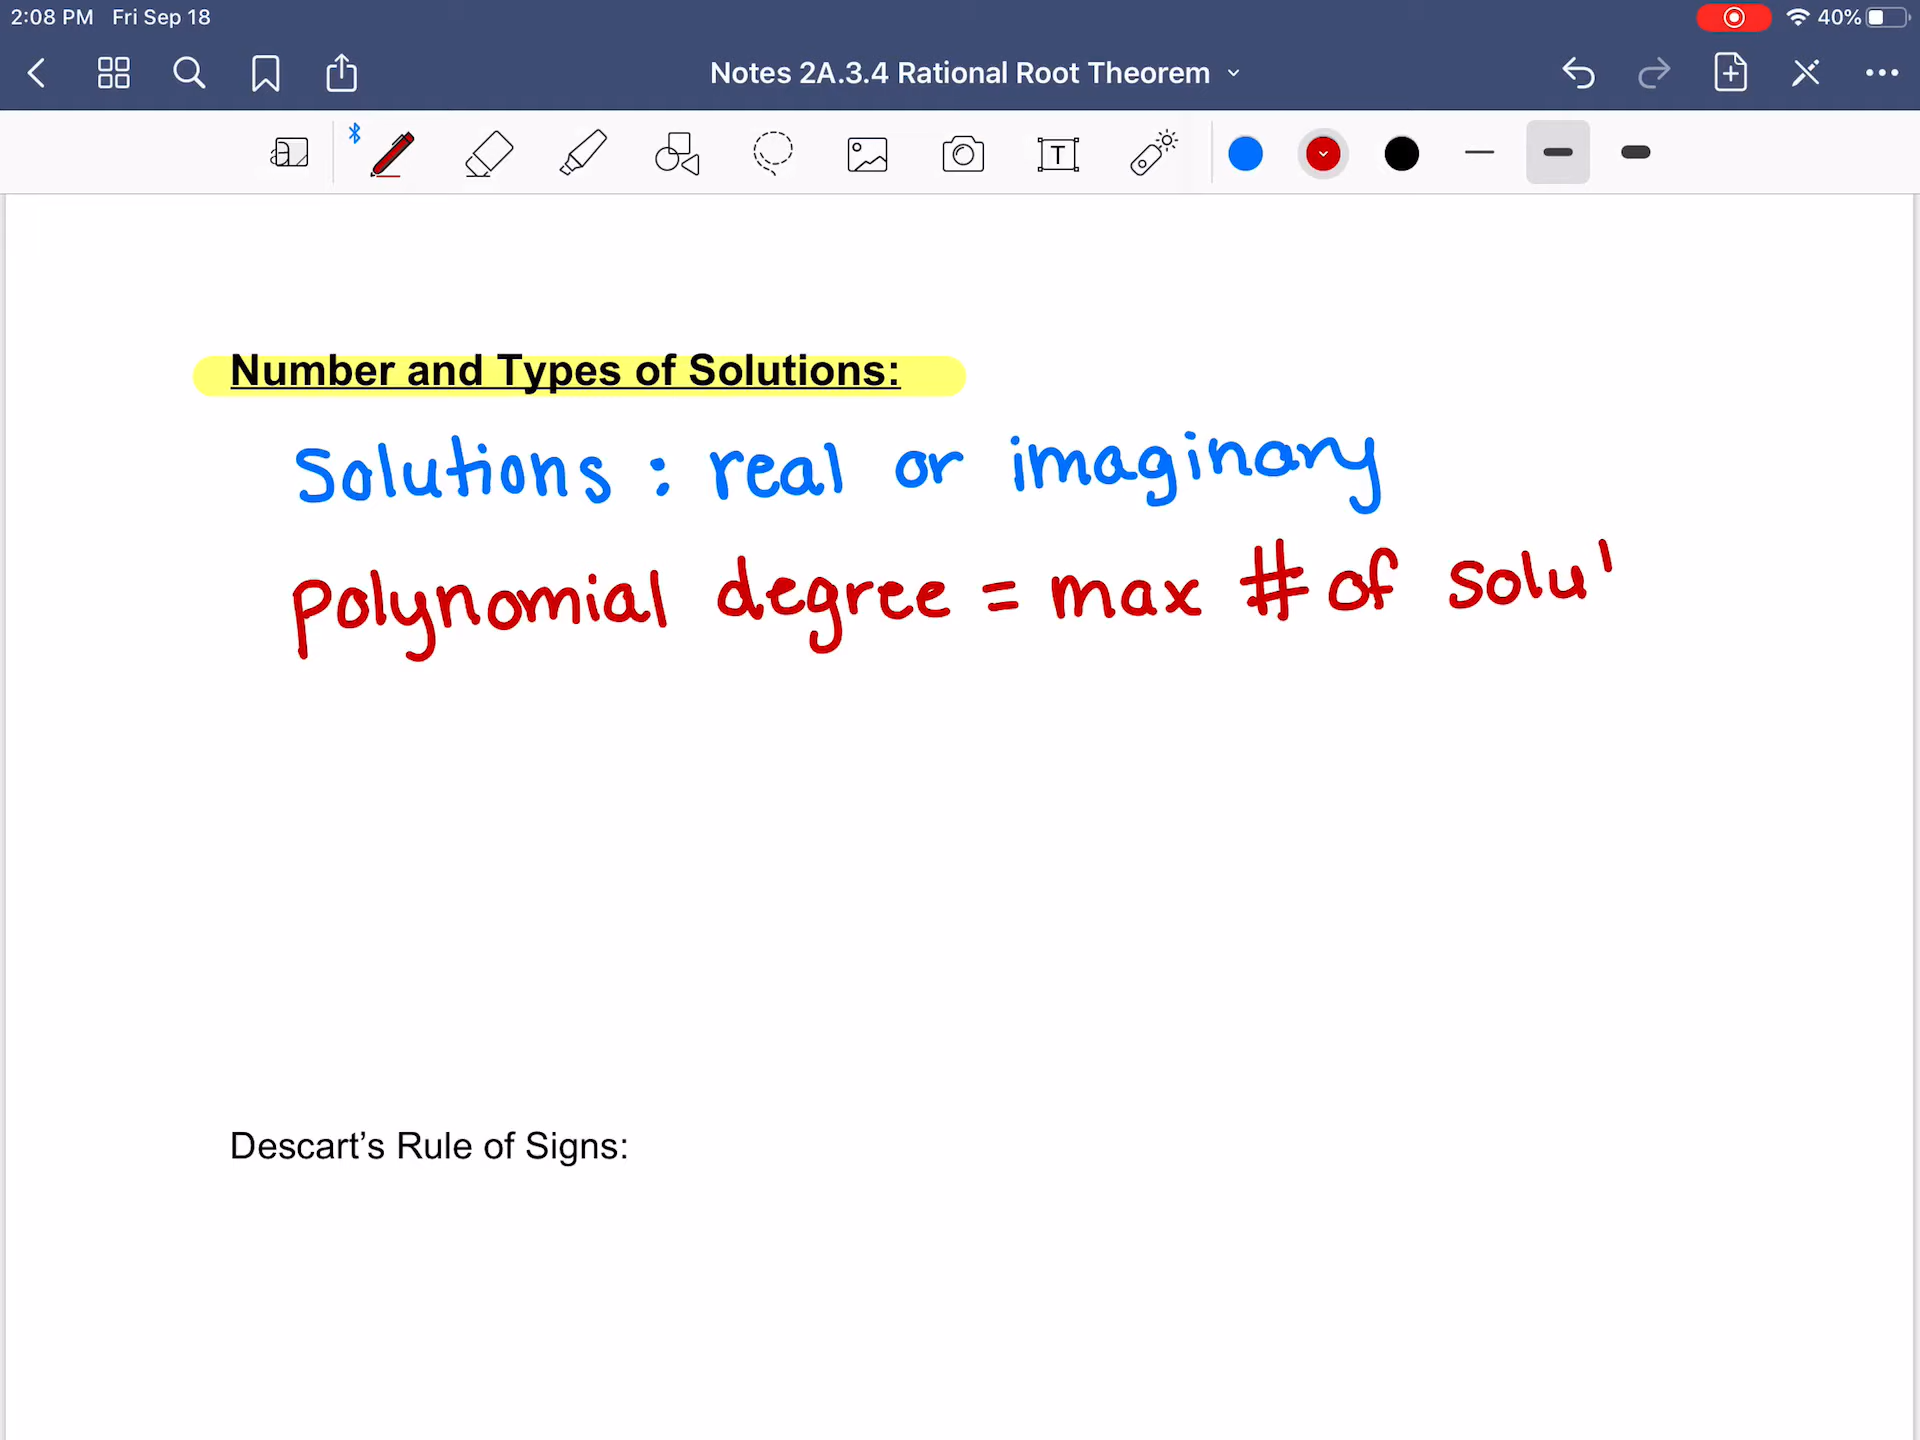 2:08 PM Fri Sep 18
40%
Notes 2A.3.4 Rational Root Theorem
Number and Types of Solutions:
Solutions : real or imaginary
polynomial degree = max # of solu
Descart's Rule of Signs: